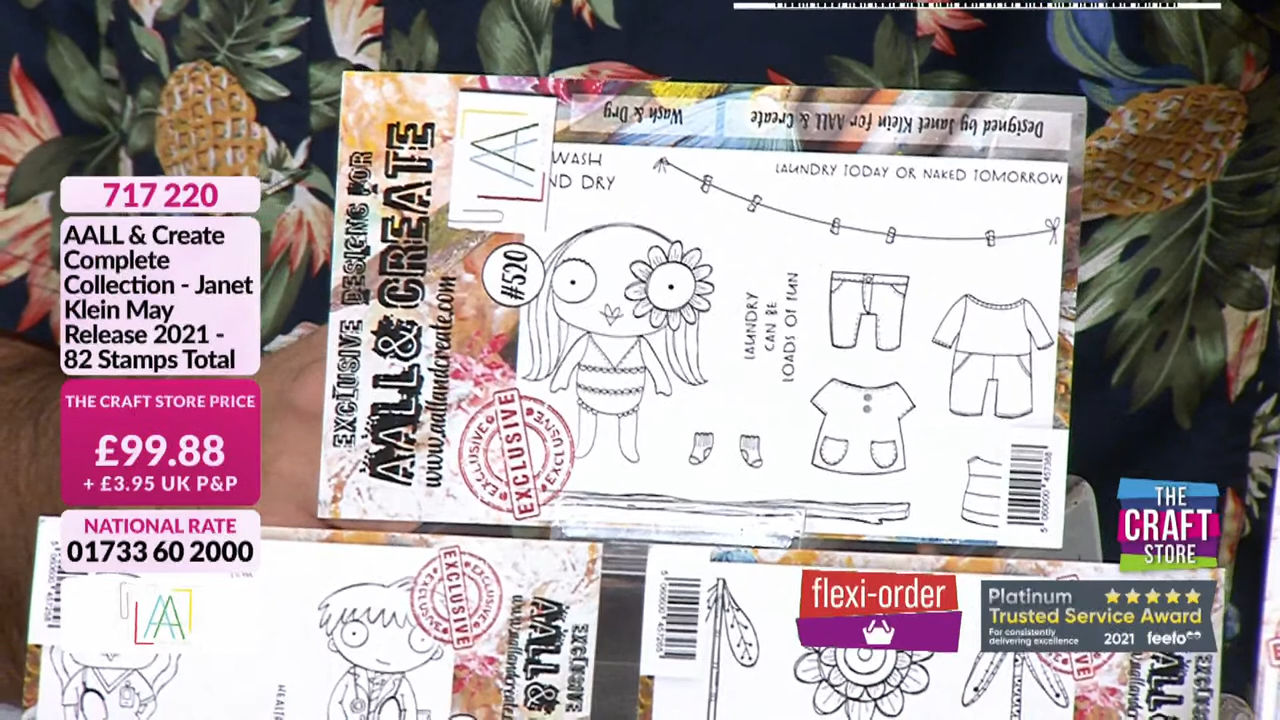 717 220
AALL & Create
Complete
Collection - Janet
Klein May
Release 2021 -
82 Stamps Total
THE CRAFT STORE PRICE
£99.88
+ £3.95 UK P&P
NATIONAL RATE
01733 60 2000
EXCLUSIVE DESIGNS FOR
AALL & CREATE
www.aallandcreate.com
#520
Wash & Dry
Designed by Janet Klein for AALL & Create
WASH
ND DRY
LAUNDRY TODAY OR NAKED TOMORROW
LAUNDRY
CAN BE
LOADS OF FUN
EXCLUSIVE
EXCLUSIVE
EXCLUSIVE
EXCLUSIVE
AALL &
EXCLUSIVE
THE
CRAFT
STORE
flexi-order
Platinum
Trusted Service Award
For consistently
delivering excellence
2021 feefo